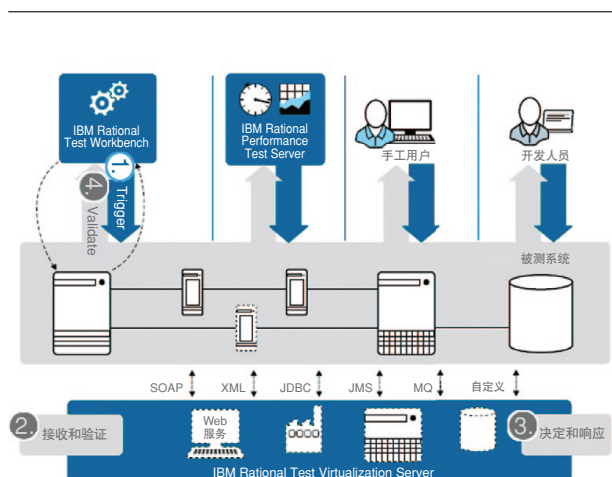 IBM Rational
Test Workbench
IBM Rational
Performance
Test Server
手工用户
开发人员
1. Trigger
4. Validate
被测系统
SOAP
XML
JDBC
JMS
MQ
自定义
2. 接收和验证
Web
服务
3. 决定和响应
IBM Rational Test Virtualization Server